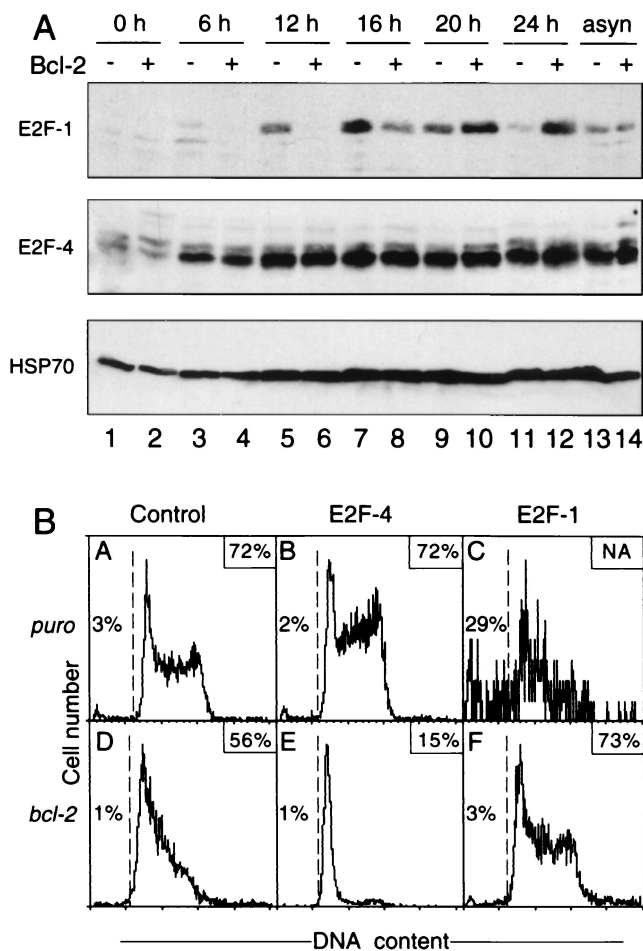 A
0 h 6 h 12 h 16 h 20 h 24 h asyn
Bcl-2 - + - + - + - + - + - + - +
E2F-1
E2F-4
HSP70
1 2 3 4 5 6 7 8 9 10 11 12 13 14
B
Control E2F-4 E2F-1
A 72% B 72% C NA
puro 3% 2% 29%
Cell number
D 56% E 15% F 73%
bcl-2 1% 1% 3%
DNA content